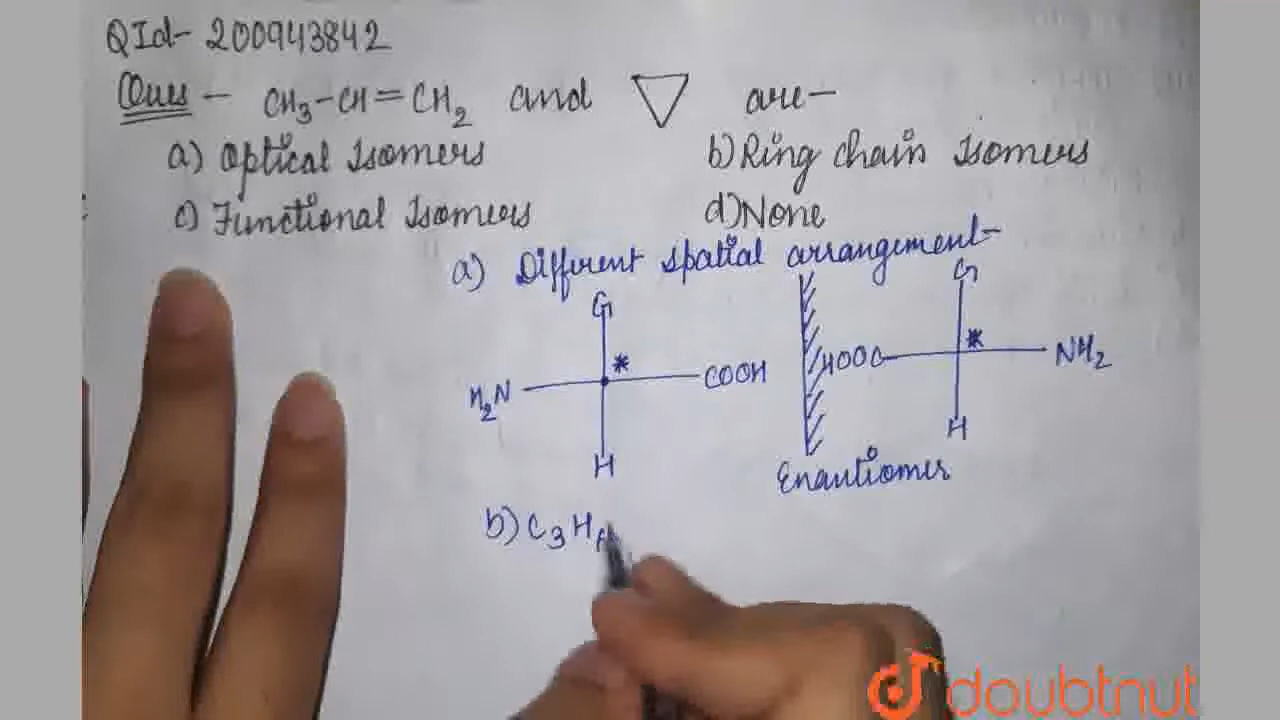 QId- 200943842
Ques - CH3-CH=CH2 and are-
a) Optical Isomers b) Ring Chain Isomers
c) Functional Isomers d) None
a) Different spatial arrangement-
G G
* *
H2N COOH HOOC NH2
H H
Enantiomer
b) C3H
doubtnut